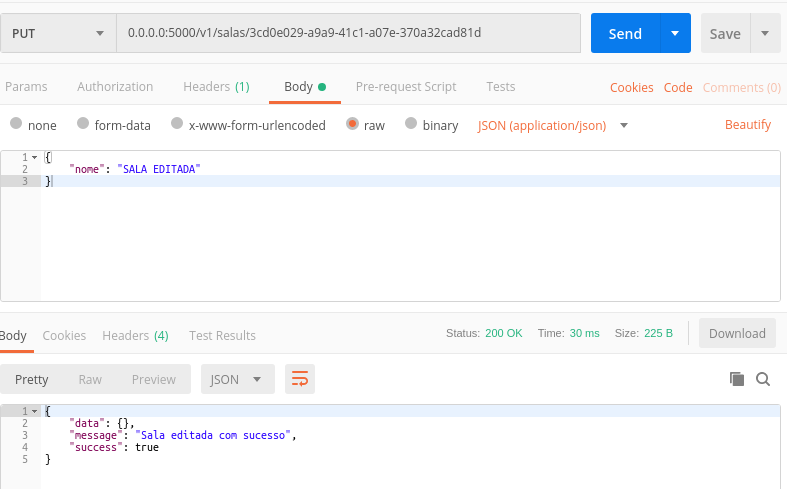 PUT 0.0.0.0:5000/v1/salas/3cd0e029-a9a9-41c1-a07e-370a32cad81d Send Save
Params Authorization Headers (1) Body Pre-request Script Tests Cookies Code Comments (0)
none form-data x-www-form-urlencoded raw binary JSON (application/json) Beautify
1 {
2 "nome": "SALA EDITADA"
3 }
Body Cookies Headers (4) Test Results Status: 200 OK Time: 30 ms Size: 225 B Download
Pretty Raw Preview JSON
1 {
2 "data": {},
3 "message": "Sala editada com sucesso",
4 "success": true
5 }